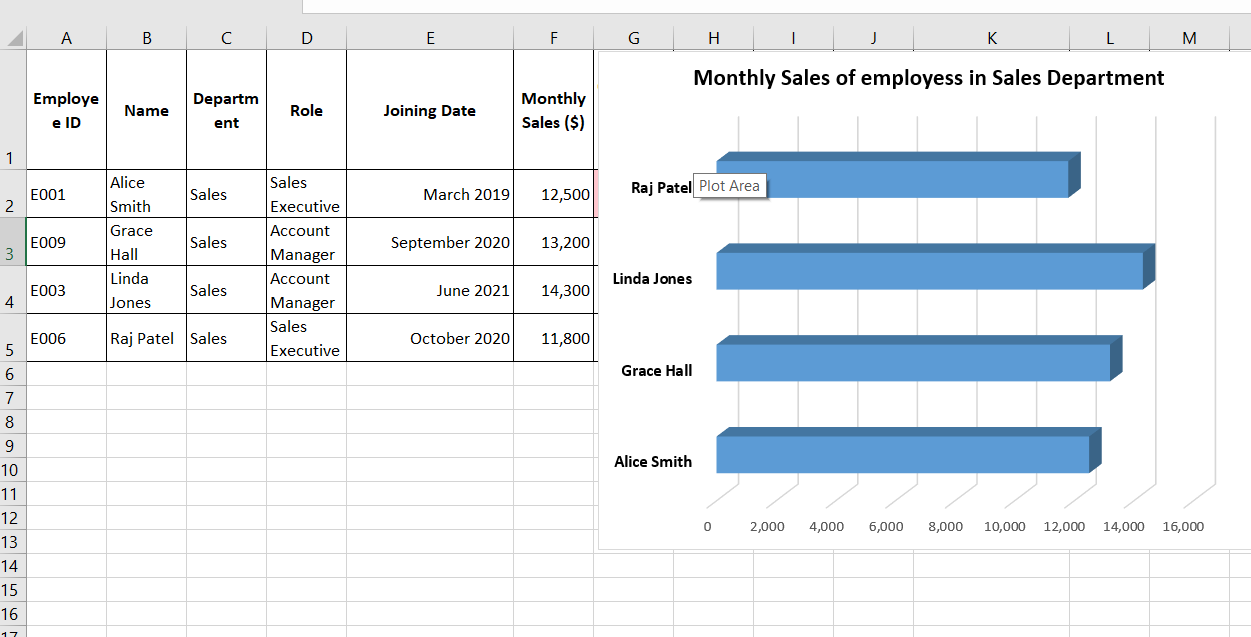 A B C D E F G H I J K L M
1
Employe
e ID
Name
Departm
ent
Role
Joining Date
Monthly
Sales ($)
2
E001
Alice
Smith
Sales
Sales
Executive
March 2019
12,500
3
E009
Grace
Hall
Sales
Account
Manager
September 2020
13,200
4
E003
Linda
Jones
Sales
Account
Manager
June 2021
14,300
5
E006
Raj Patel
Sales
Sales
Executive
October 2020
11,800
6
7
8
9
10
11
12
13
14
15
16
17
Monthly Sales of employess in Sales Department
Raj Patel
Plot Area
Linda Jones
Grace Hall
Alice Smith
0 2,000 4,000 6,000 8,000 10,000 12,000 14,000 16,000